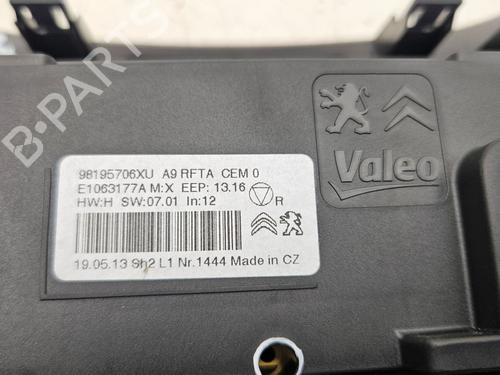 B-PARTS
Valeo
98195706XU A9 RFTA CEM 0
E1063177A M:X EEP: 13.16
HW:H SW:07.01 In:12
R
19.05.13 Sh2 L1 Nr.1444 Made in CZ